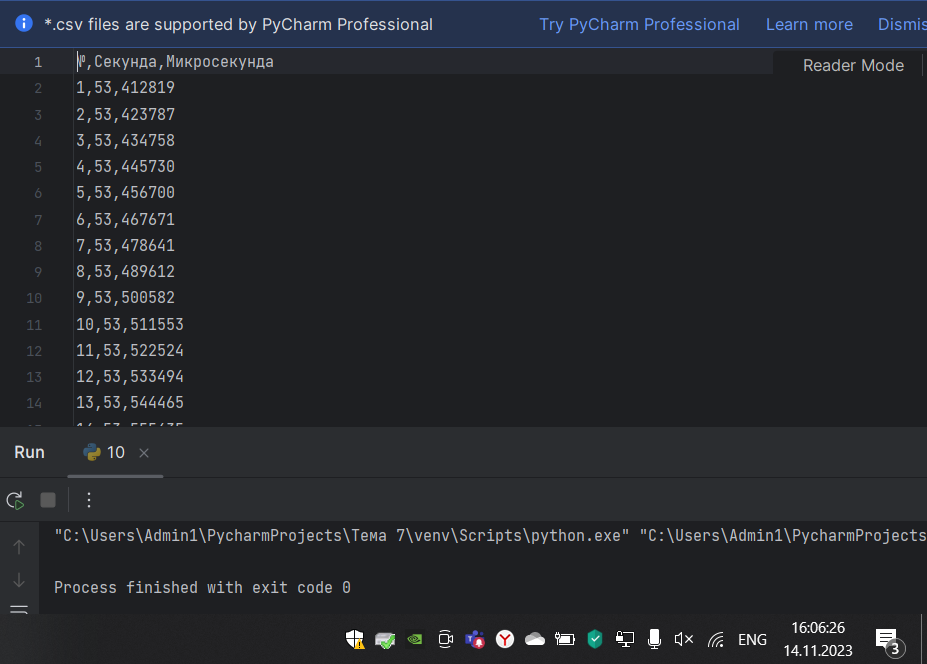 *.csv files are supported by PyCharm Professional Try PyCharm Professional Learn more Dismis
1 №,Секунда,Микросекунда Reader Mode
2 1,53,412819
3 2,53,423787
4 3,53,434758
5 4,53,445730
6 5,53,456700
7 6,53,467671
8 7,53,478641
9 8,53,489612
10 9,53,500582
11 10,53,511553
12 11,53,522524
13 12,53,533494
14 13,53,544465
Run 10
"C:\Users\Admin1\PycharmProjects\Тема 7\venv\Scripts\python.exe" "C:\Users\Admin1\PycharmProjects
Process finished with exit code 0
ENG 16:06:26
14.11.2023 3